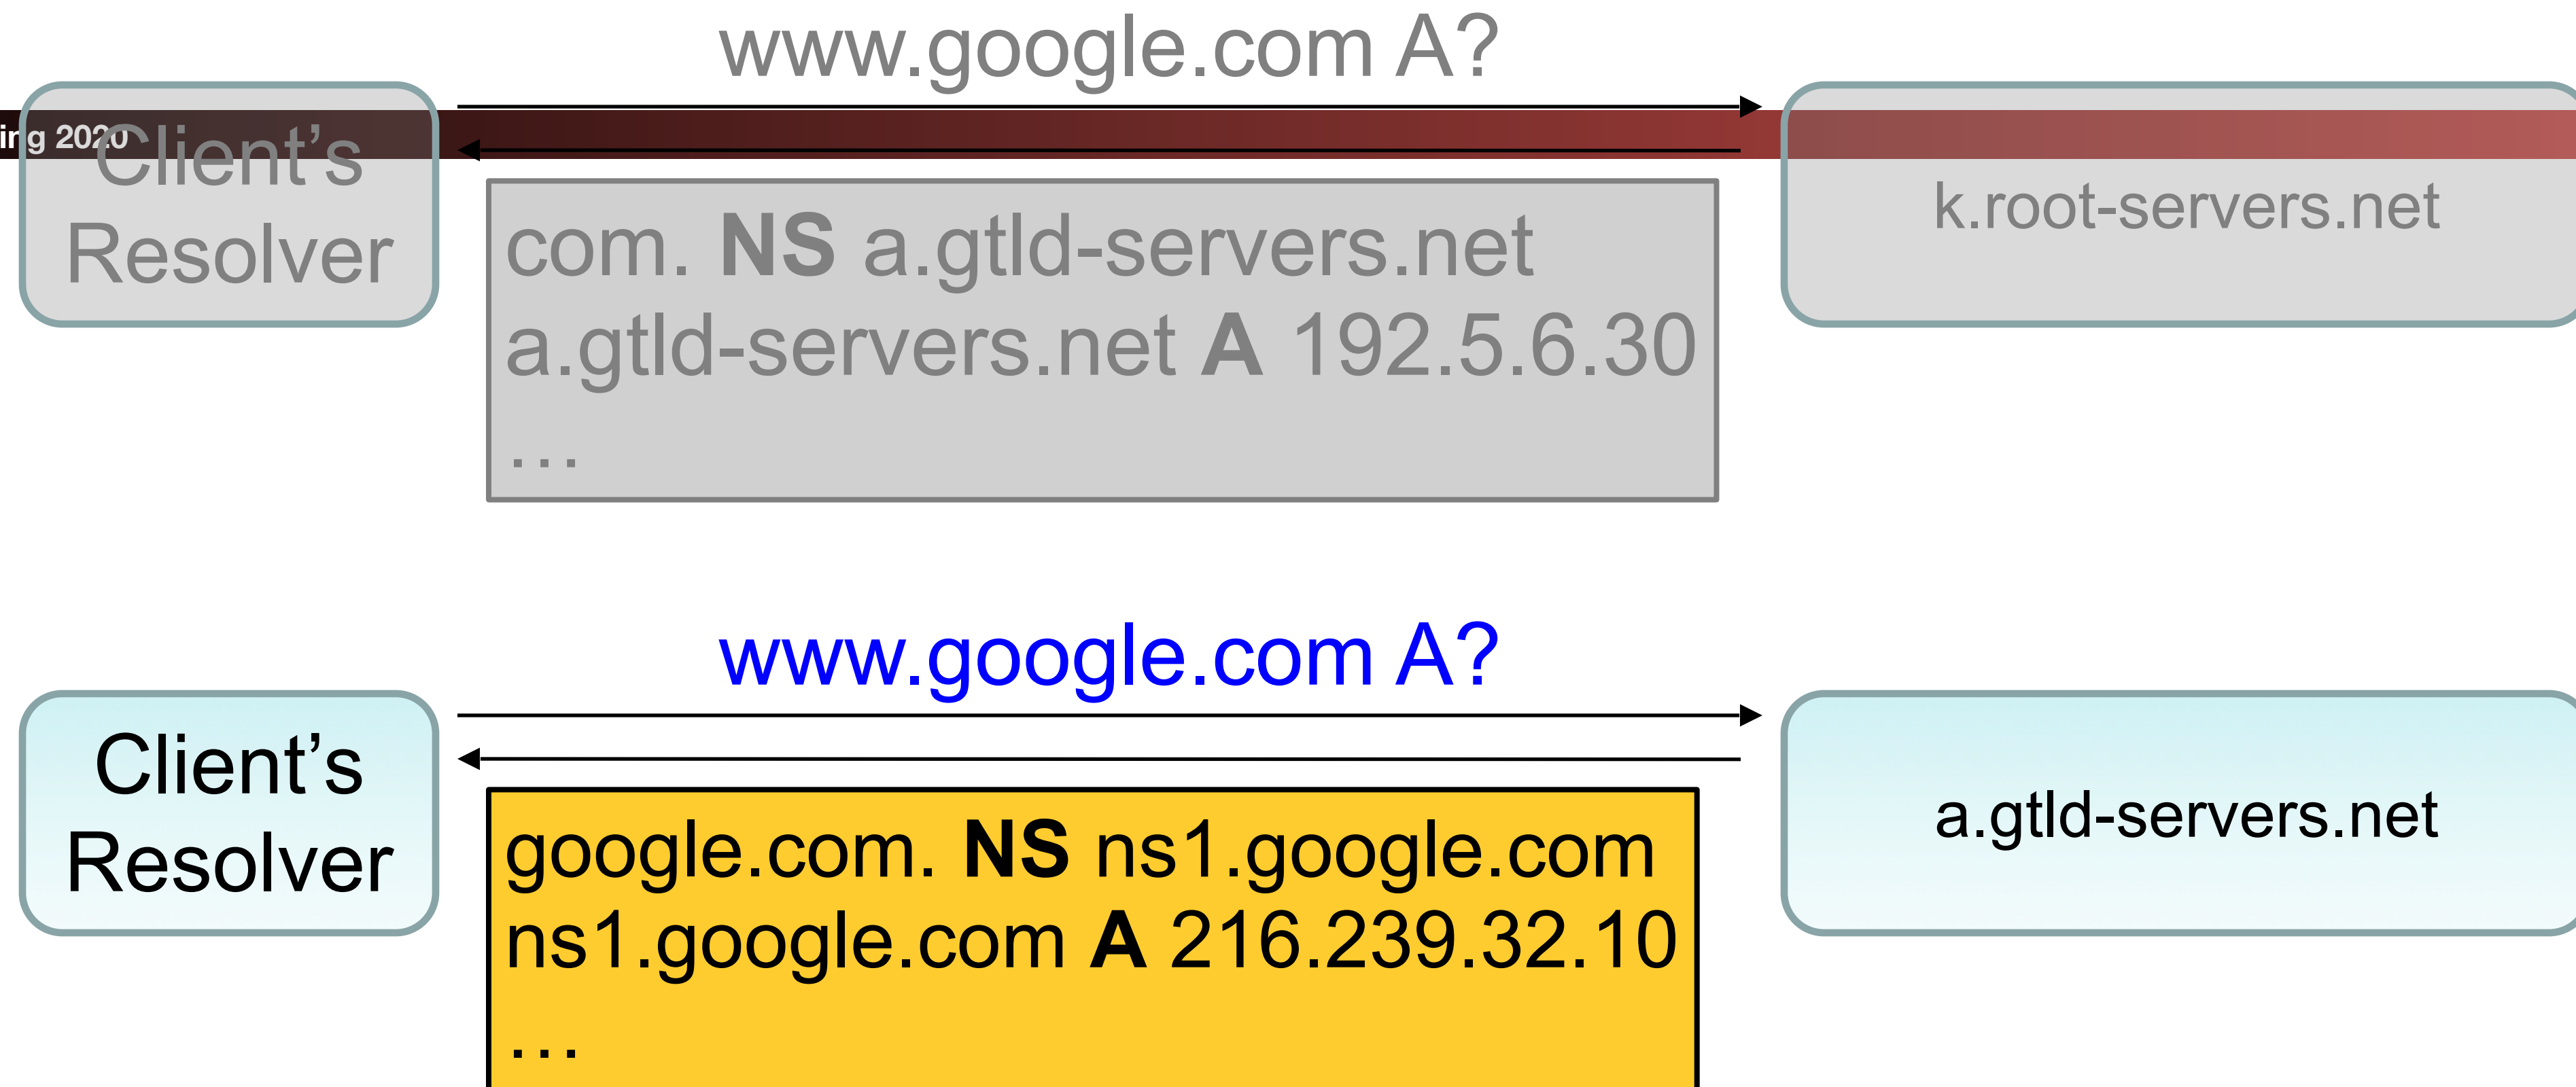 www.google.com A?
ing 2020
Client’s
Resolver
k.root-servers.net
com. NS a.gtld-servers.net
a.gtld-servers.net A 192.5.6.30
…
www.google.com A?
Client’s
Resolver
a.gtld-servers.net
google.com. NS ns1.google.com
ns1.google.com A 216.239.32.10
…